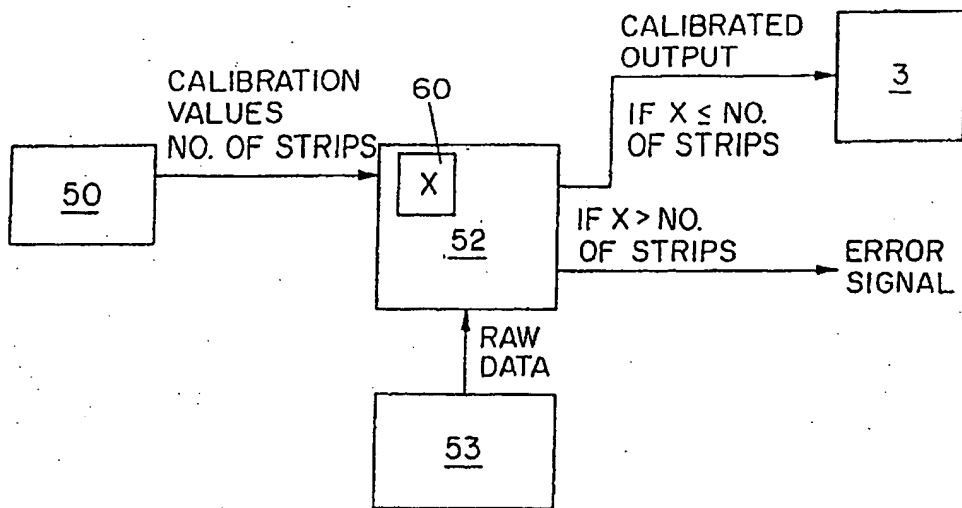 CALIBRATION
VALUES
NO. OF STRIPS
50
60
X
52
CALIBRATED
OUTPUT
IF X ≤ NO.
OF STRIPS
3
IF X > NO.
OF STRIPS
ERROR
SIGNAL
RAW
DATA
53